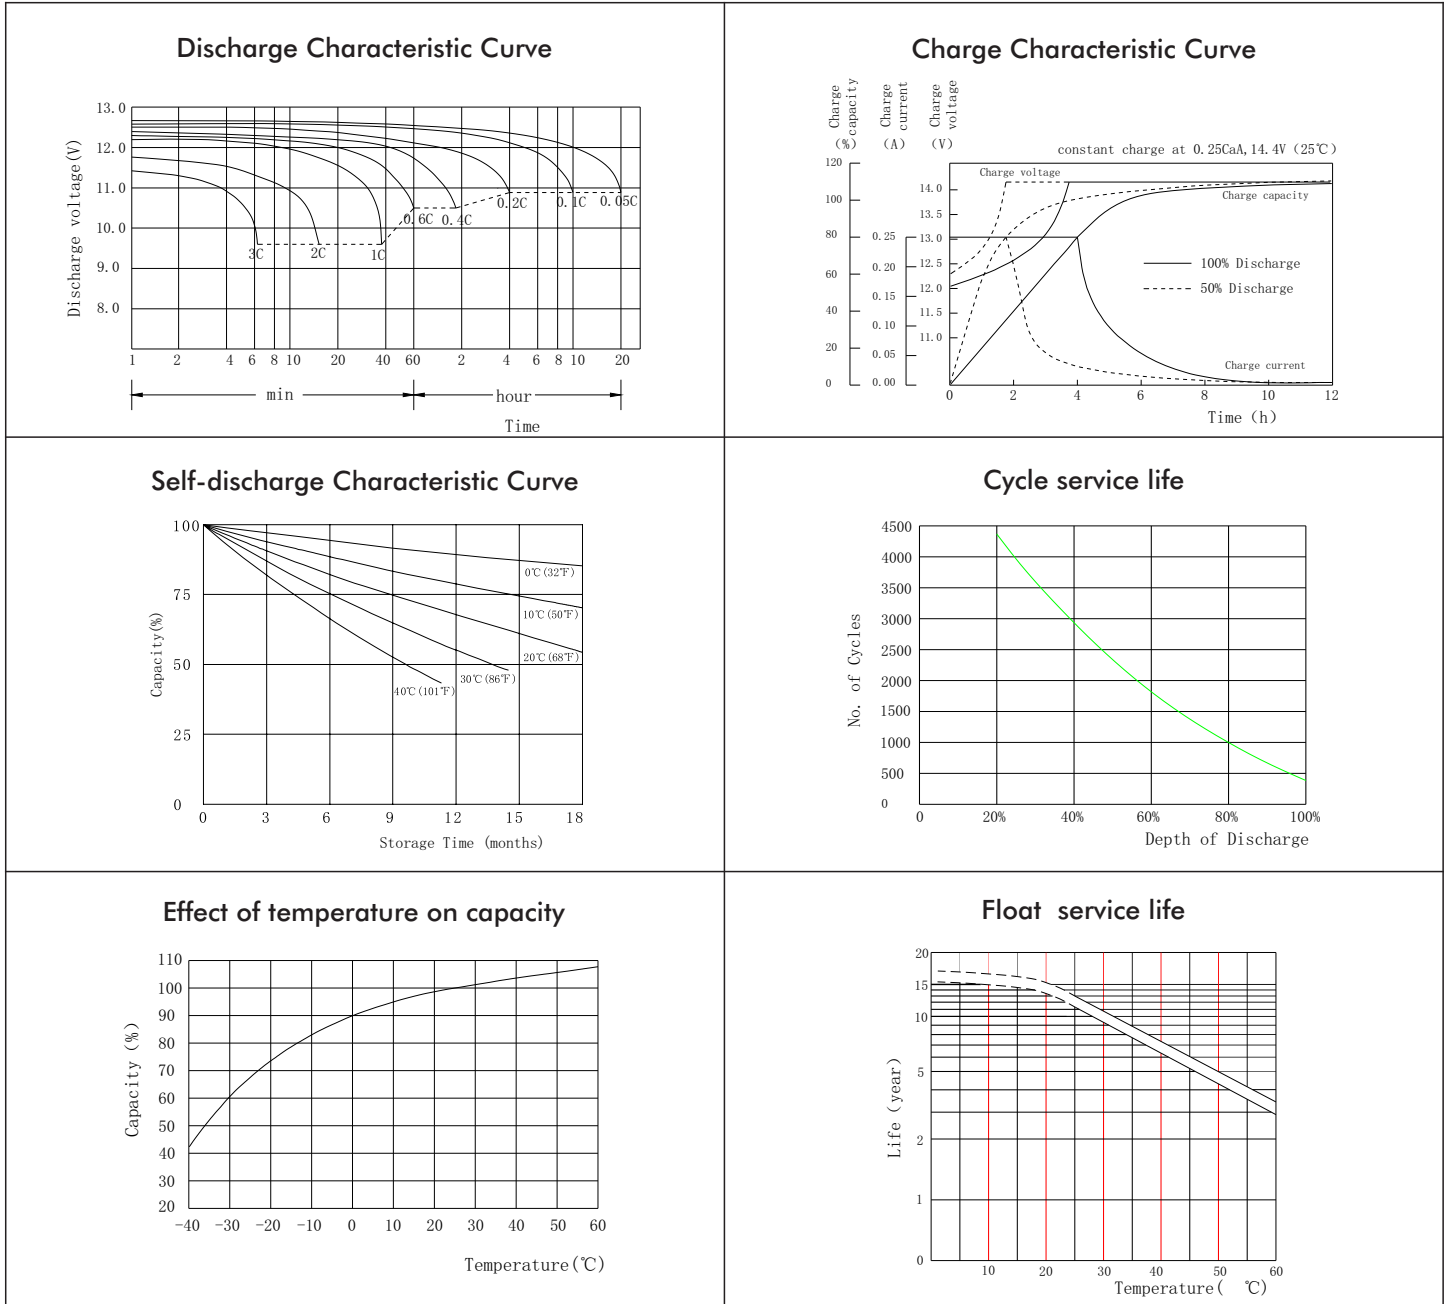 Discharge Characteristic Curve
Discharge voltage(V)
13.0
12.0
11.0
10.0
9.0
8.0
3C 2C 1C 0.6C 0.4C 0.2C 0.1C 0.05C
1 2 4 6 8 10 20 40 60 2 4 6 8 10 20
min hour
Time
Charge Characteristic Curve
Charge capacity
Charge current
Charge voltage
(%) (A) (V)
constant charge at 0.25CaA,14.4V (25℃)
120
100
80
60
40
20
0
0.25
0.20
0.15
0.10
0.05
0.00
14.0
13.5
13.0
12.5
12.0
11.5
11.0
Charge voltage
Charge capacity
100% Discharge
50% Discharge
Charge current
0 2 4 6 8 10 12
Time (h)
Self-discharge Characteristic Curve
Capacity(%)
100
75
50
25
0
0℃(32℉)
10℃(50℉)
20℃(68℉)
30℃(86℉)
40℃(101℉)
0 3 6 9 12 15 18
Storage Time (months)
Cycle service life
No. of Cycles
4500
4000
3500
3000
2500
2000
1500
1000
500
0
0 20% 40% 60% 80% 100%
Depth of Discharge
Effect of temperature on capacity
Capacity (%)
110
100
90
80
70
60
50
40
30
20
-40 -30 -20 -10 0 10 20 30 40 50 60
Temperature(℃)
Float service life
Life (year)
20
15
10
5
2
1
0
10 20 30 40 50 60
Temperature( ℃)